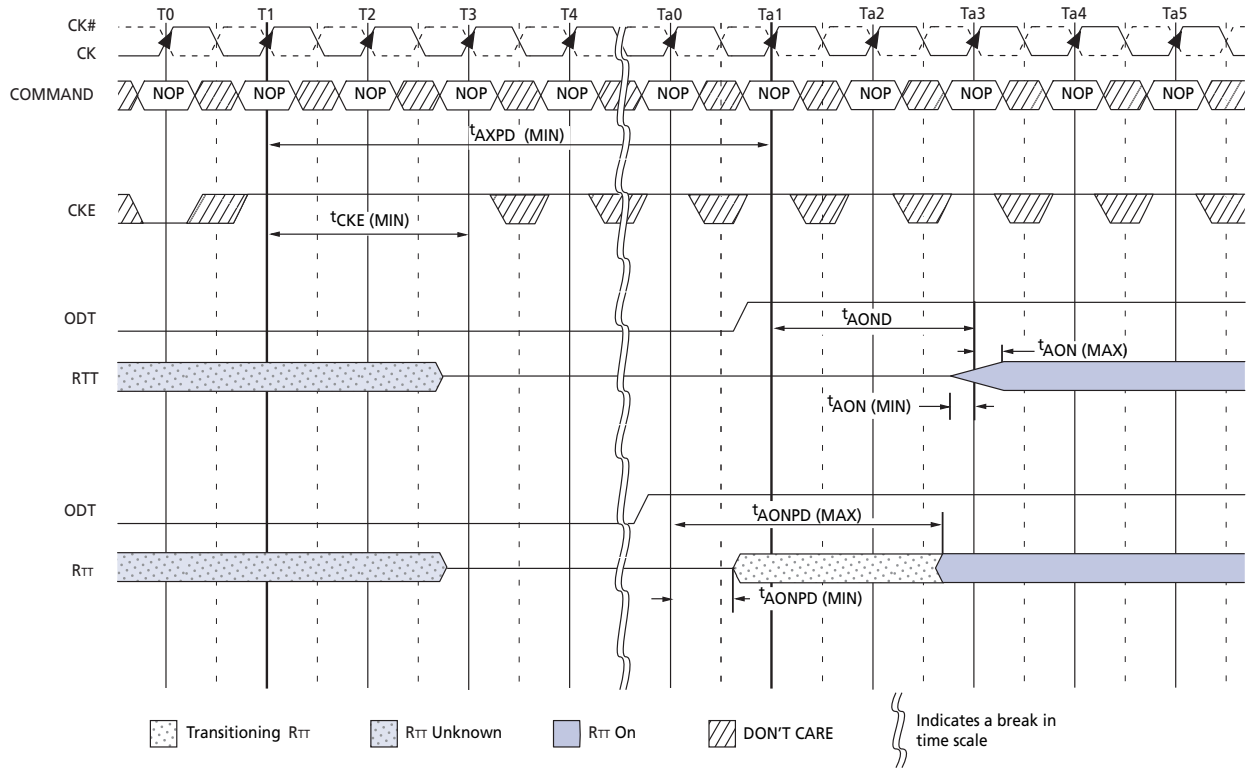 T0 T1 T2 T3 T4 Ta0 Ta1 Ta2 Ta3 Ta4 Ta5
CK#
CK
COMMAND NOP NOP NOP NOP NOP NOP NOP NOP NOP NOP NOP
tAXPD (MIN)
CKE
tCKE (MIN)
ODT
tAOND
tAON (MAX)
RTT
tAON (MIN)
ODT
tAONPD (MAX)
RTT
tAONPD (MIN)
Transitioning RTT
RTT Unknown
RTT On
DON'T CARE
Indicates a break in
time scale